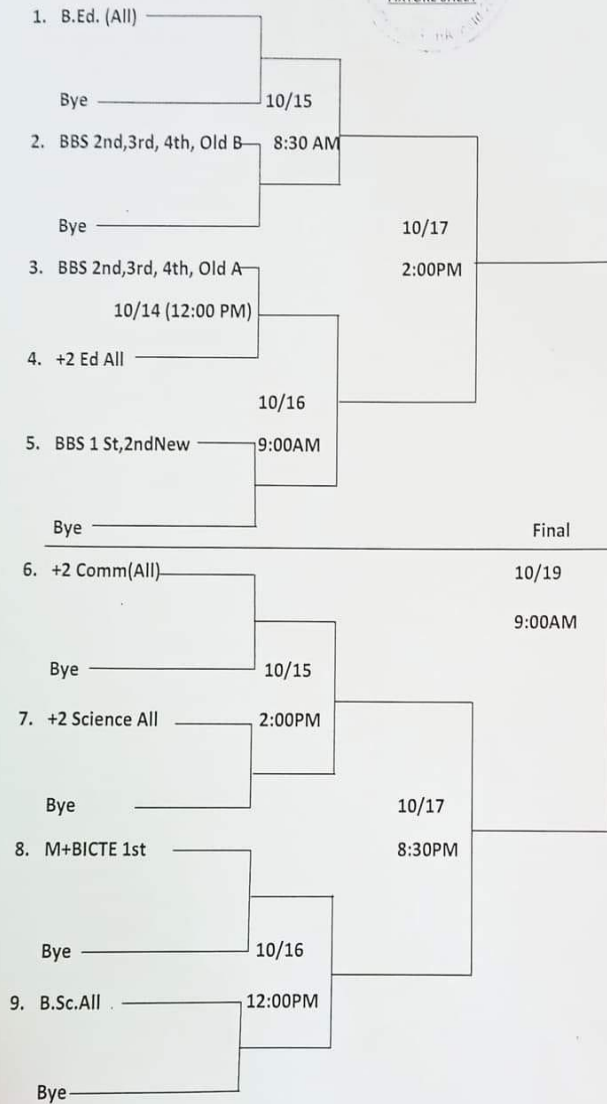 1. B.Ed. (All)
Bye
10/15
2. BBS 2nd,3rd, 4th, Old B
8:30 AM
Bye
10/17
3. BBS 2nd,3rd, 4th, Old A
2:00PM
10/14 (12:00 PM)
4. +2 Ed All
10/16
5. BBS 1 St,2ndNew
9:00AM
Bye
Final
6. +2 Comm(All)
10/19
9:00AM
Bye
10/15
7. +2 Science All
2:00PM
Bye
10/17
8. M+BICTE 1st
8:30PM
Bye
10/16
9. B.Sc.All
12:00PM
Bye